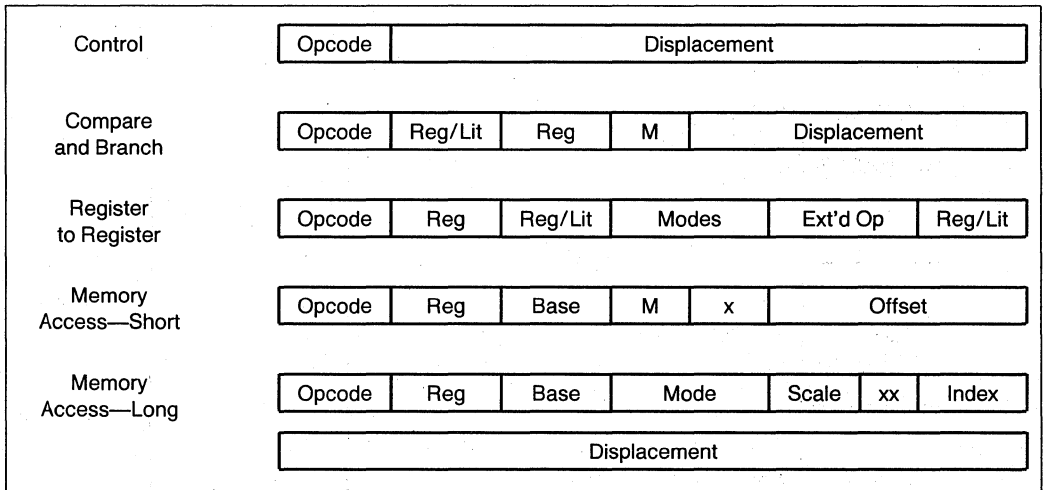 Control Opcode Displacement
Compare
and Branch Opcode Reg/Lit Reg M Displacement
Register
to Register Opcode Reg Reg/Lit Modes Ext'd Op Reg/Lit
Memory
Access—Short Opcode Reg Base M x Offset
Memory
Access—Long Opcode Reg Base Mode Scale xx Index
Displacement